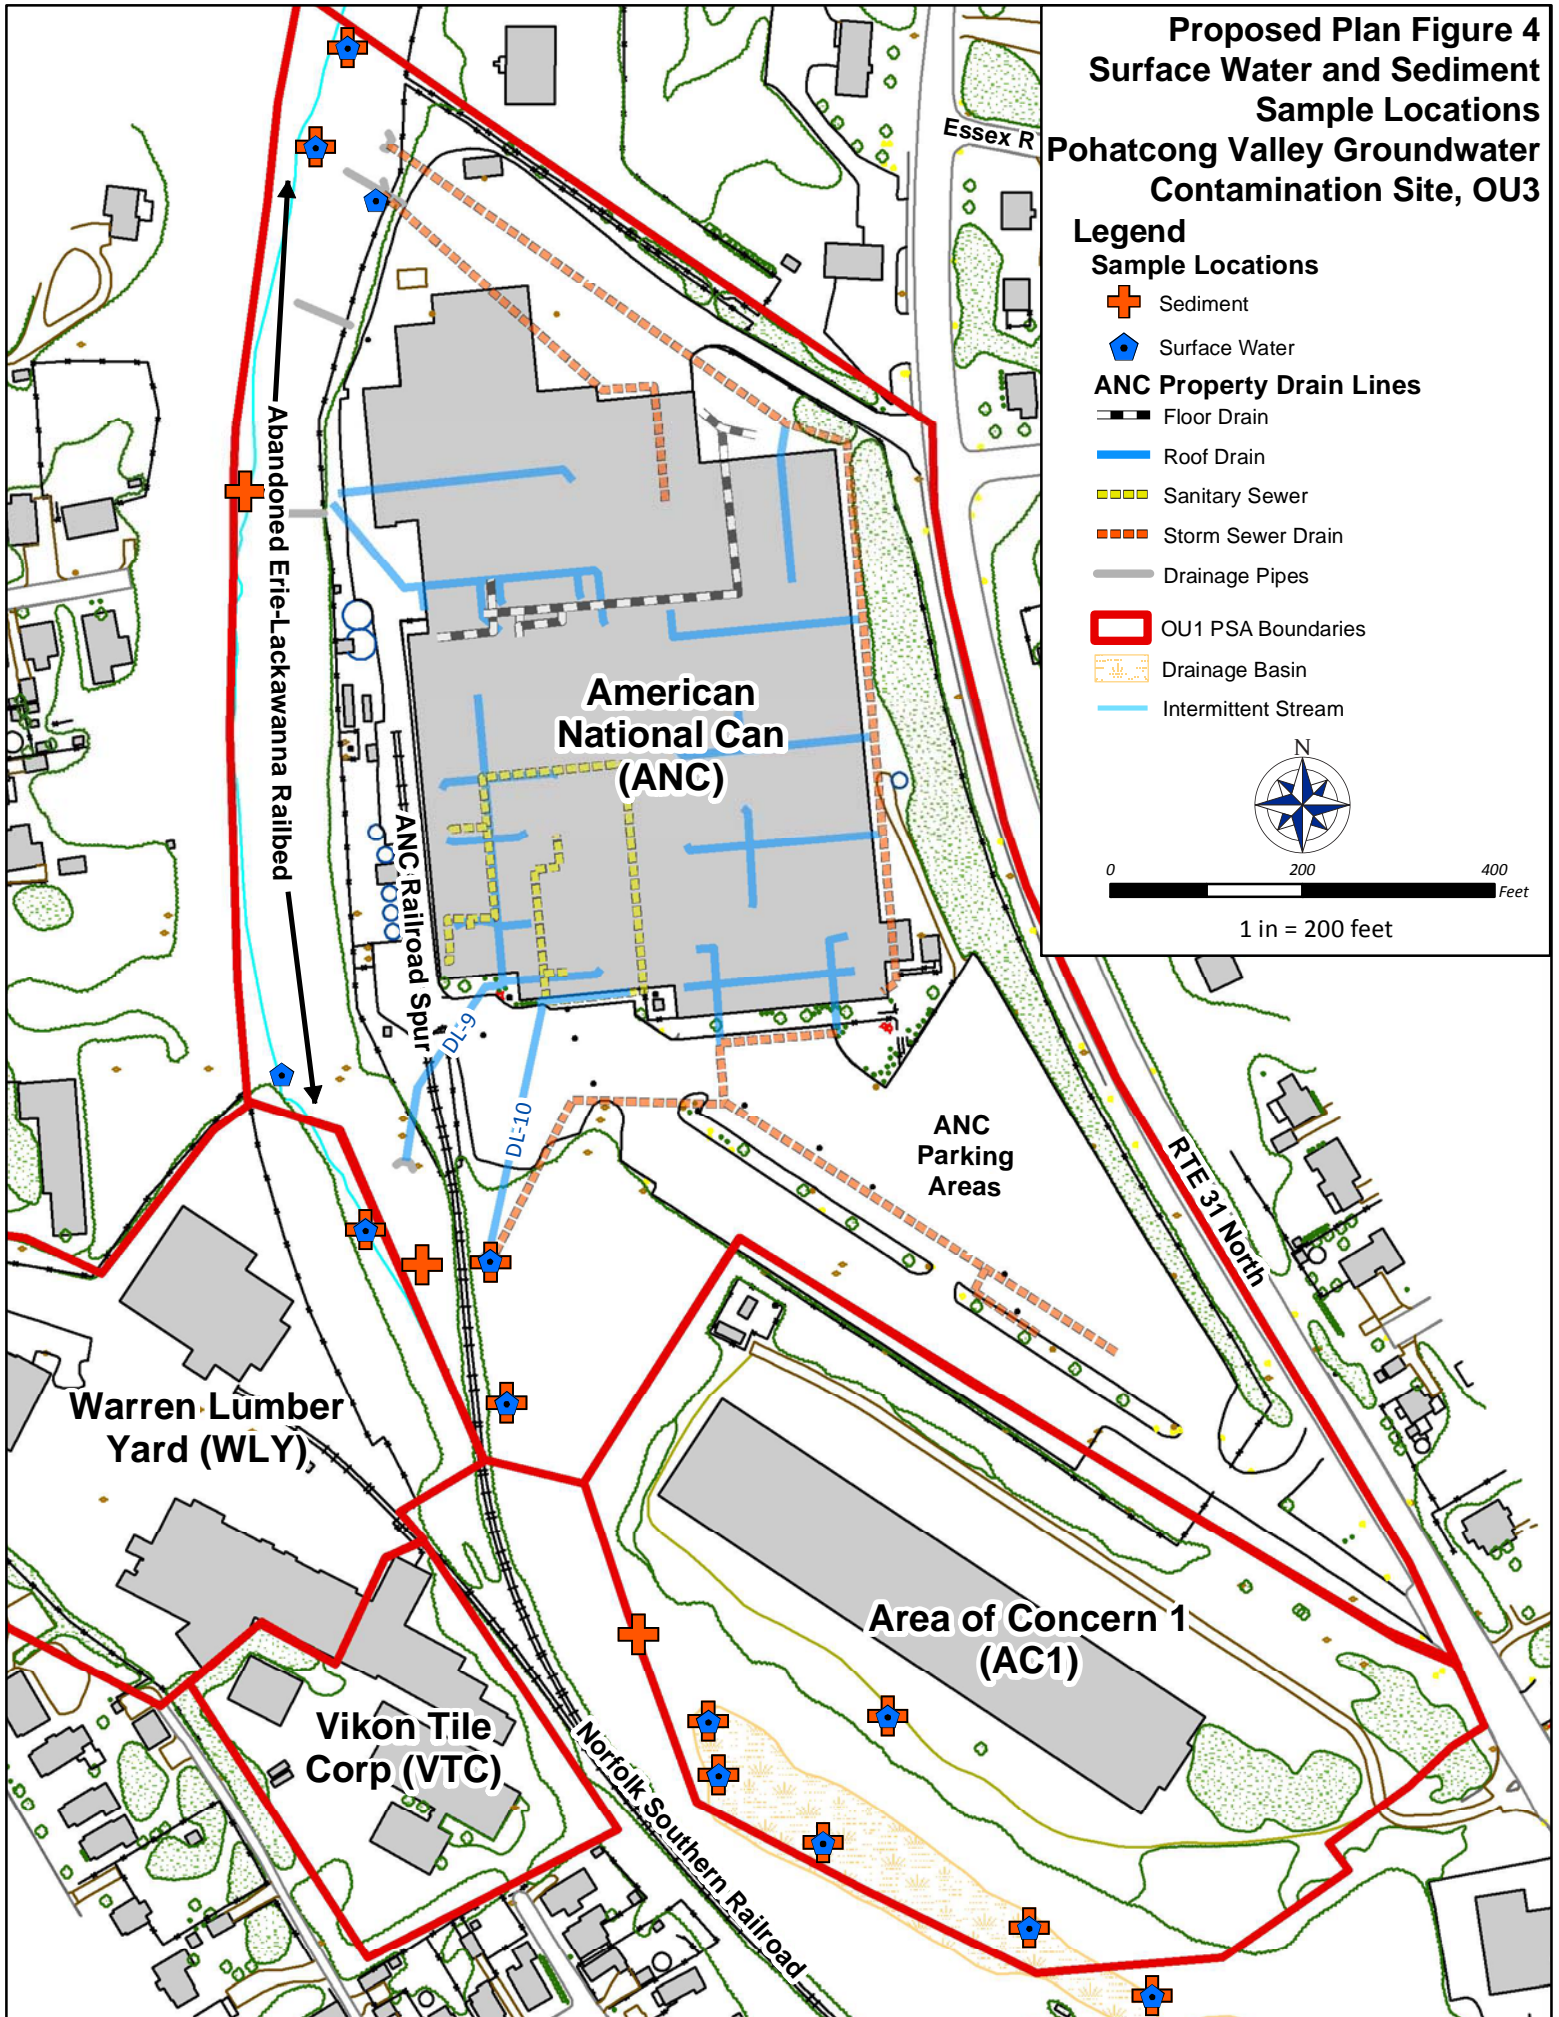 Proposed Plan Figure 4
Surface Water and Sediment
Sample Locations
Pohatcong Valley Groundwater
Contamination Site, OU3
Legend
Sample Locations
Sediment
Surface Water
ANC Property Drain Lines
Floor Drain
Roof Drain
Sanitary Sewer
Storm Sewer Drain
Drainage Pipes
OU1 PSA Boundaries
Drainage Basin
Intermittent Stream
N
0 200 400
Feet
1 in = 200 feet
Essex R
Abandoned Erie-Lackawanna Railbed
American
National Can
(ANC)
ANC Railroad Spur
DL-9
DL-10
ANC
Parking
Areas
RTE 31 North
Warren Lumber
Yard (WLY)
Area of Concern 1
(AC1)
Vikon Tile
Corp (VTC)
Norfolk Southern Railroad